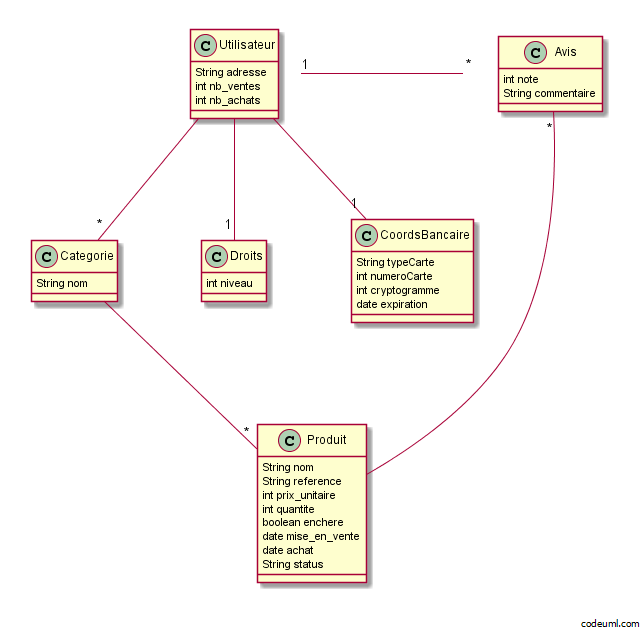 C Utilisateur
String adresse
int nb_ventes
int nb_achats
1
*
C Avis
int note
String commentaire
*
*
1
1
C Categorie
String nom
C Droits
int niveau
C CoordsBancaire
String typeCarte
int numeroCarte
int cryptogramme
date expiration
*
C Produit
String nom
String reference
int prix_unitaire
int quantite
boolean enchere
date mise_en_vente
date achat
String status
codeuml.com